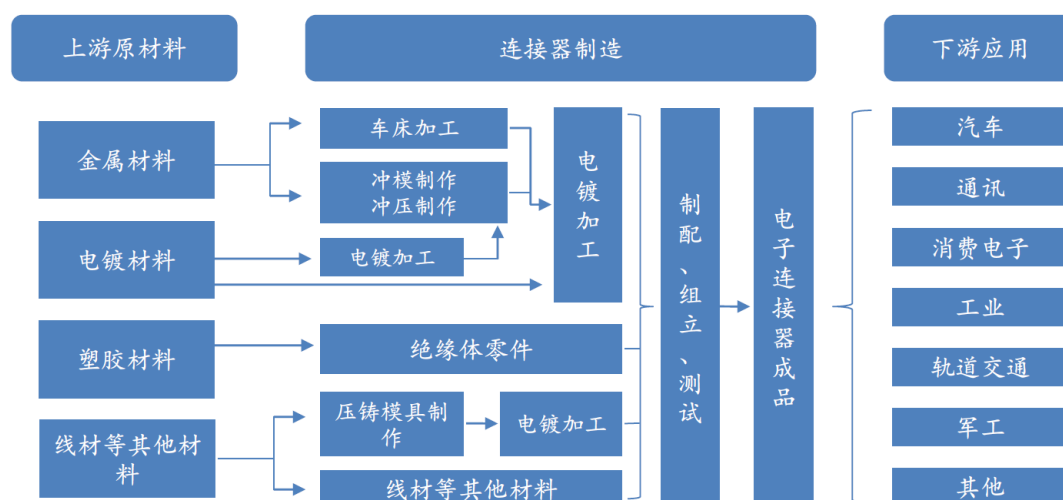 上游原材料
连接器制造
下游应用
金属材料
电镀材料
塑胶材料
线材等其他材
料
车床加工
冲模制作
冲压制作
电镀加工
绝缘体零件
压铸模具制
作
电镀加工
线材等其他材料
电镀加工
制配、组立、测试
电子连接器成品
汽车
通讯
消费电子
工业
轨道交通
军工
其他